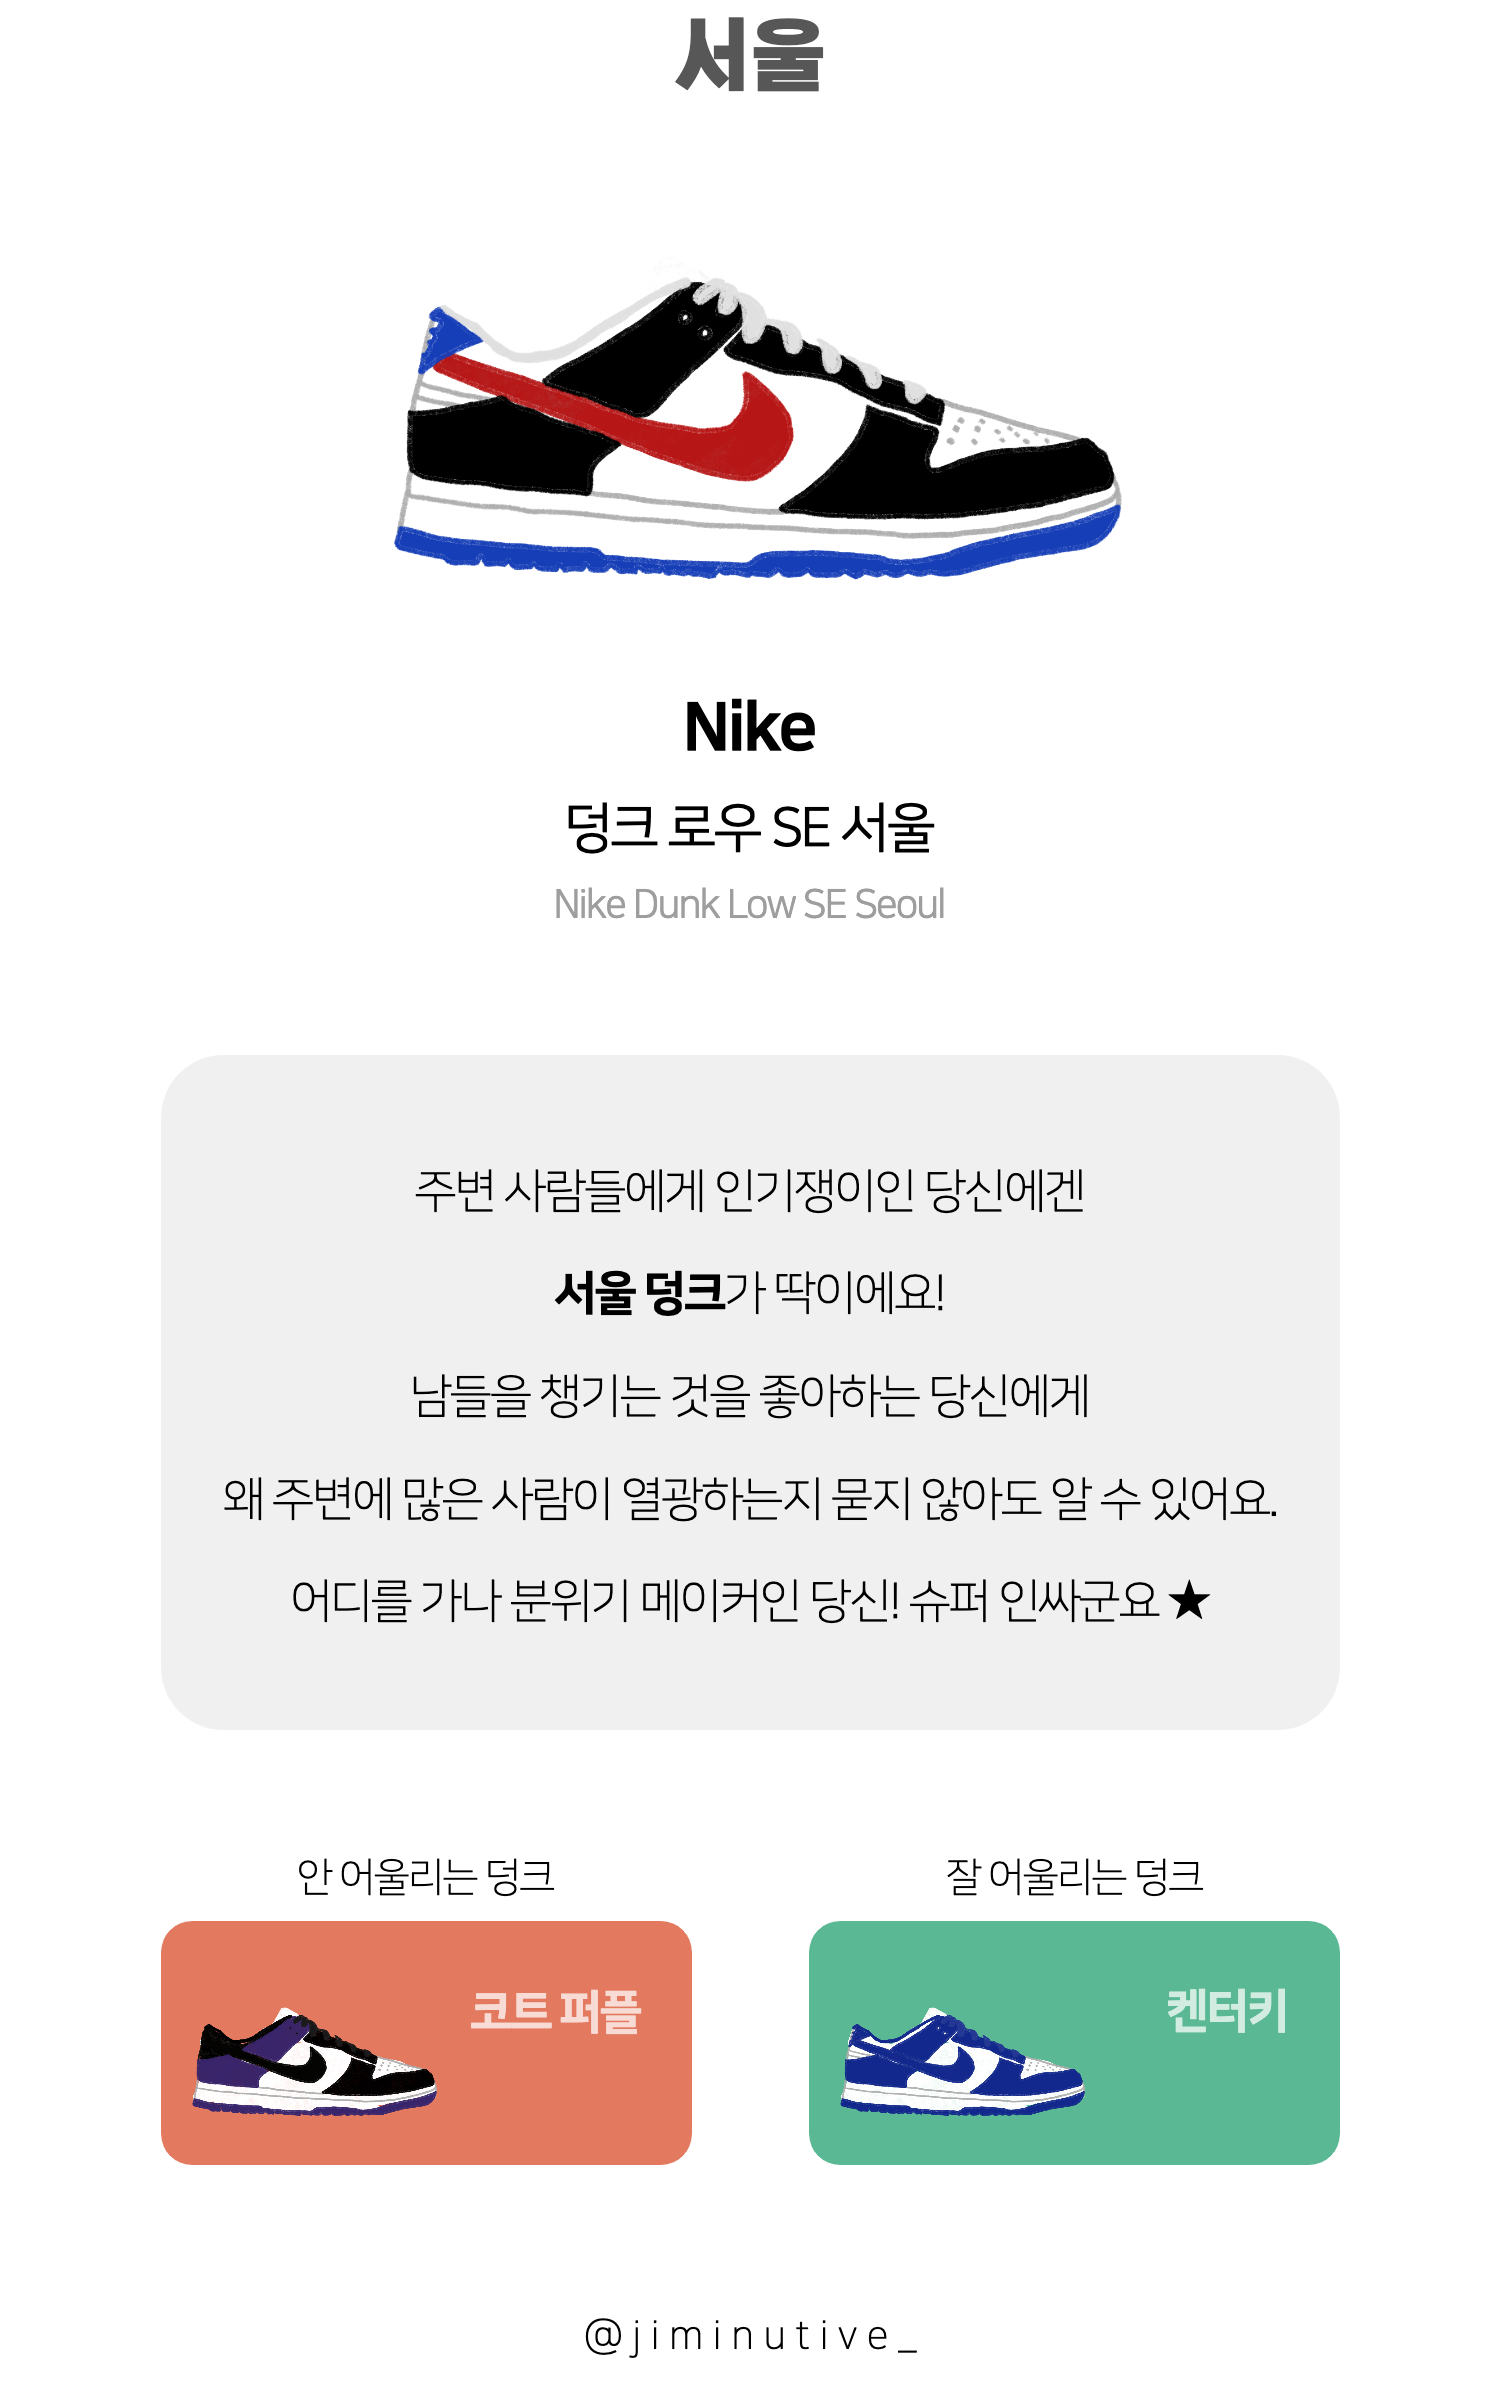 서울
Nike
덩크 로우 SE 서울
Nike Dunk Low SE Seoul
주변 사람들에게 인기쟁이인 당신에겐
서울 덩크가 딱이에요!
남들을 챙기는 것을 좋아하는 당신에게
왜 주변에 많은 사람이 열광하는지 묻지 않아도 알 수 있어요.
어디를 가나 분위기 메이커인 당신! 슈퍼 인싸군요 ★
안 어울리는 덩크
코트 퍼플
잘 어울리는 덩크
켄터키
@jiminutive_